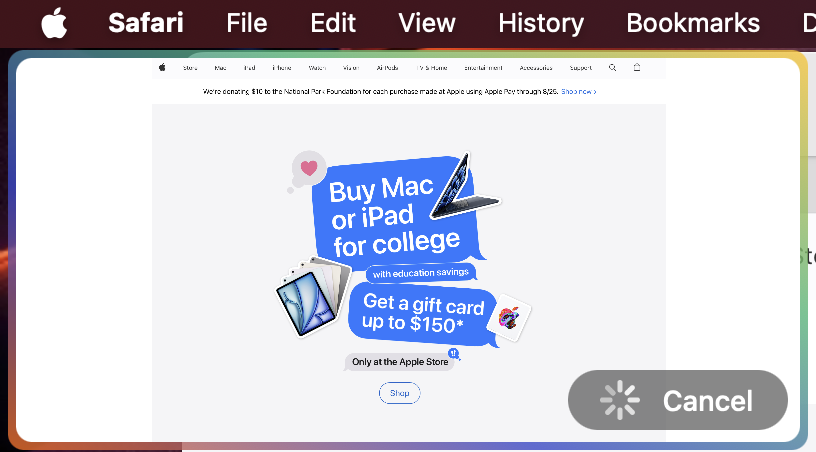 Safari File Edit View History Bookmarks
Store Mac iPad iPhone Watch Vision AirPods TV & Home Entertainment Accessories Support
We're donating $10 to the National Park Foundation for each purchase made at Apple using Apple Pay through 8/25. Shop now >
Buy Mac
or iPad
for college
with education savings
Get a gift card
up to $150*
Only at the Apple Store
Shop
Cancel